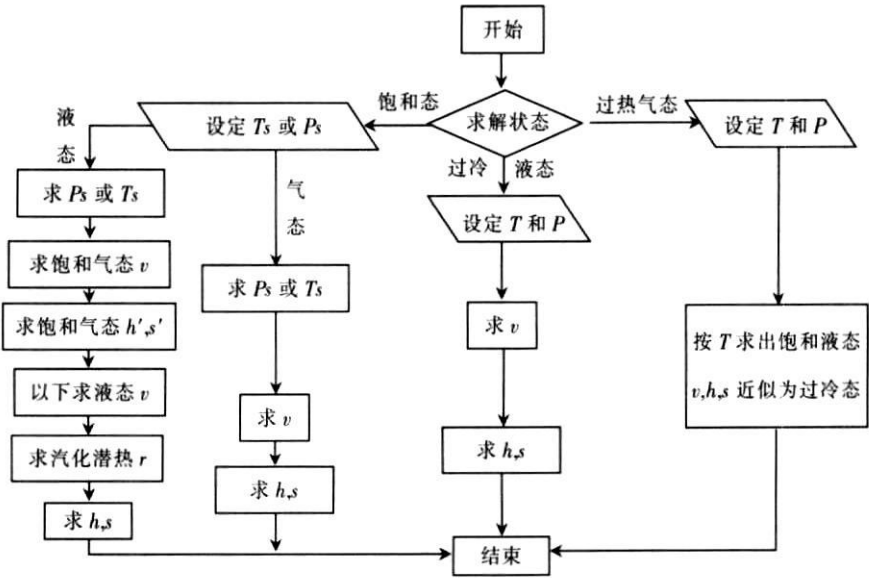 开始
饱和态
求解状态
过热气态
设定 Ts 或 Ps
设定 T 和 P
液态
求 Ps 或 Ts
求饱和气态 v
求饱和气态 h′,s′
以下求液态 v
求汽化潜热 r
求 h,s
气态
求 Ps 或 Ts
求 v
求 h,s
过冷 液态
设定 T 和 P
求 v
求 h,s
按 T 求出饱和液态
v,h,s 近似为过冷态
结束